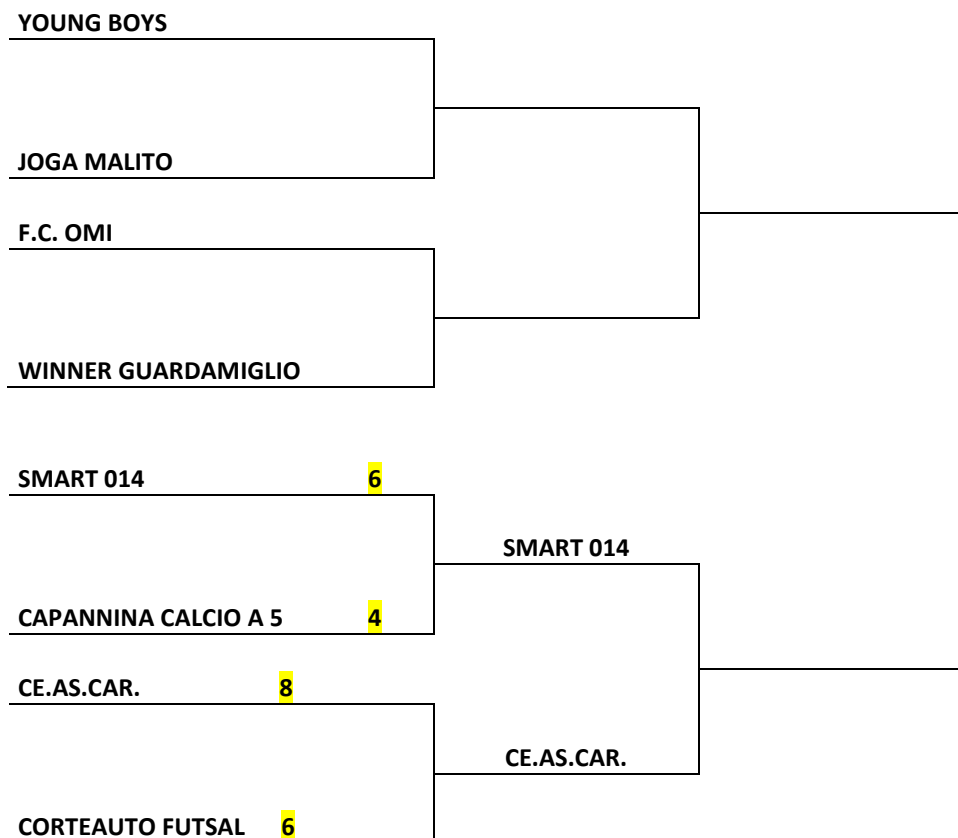 YOUNG BOYS
JOGA MALITO
F.C. OMI
WINNER GUARDAMIGLIO
SMART 014 6
SMART 014
CAPANNINA CALCIO A 5 4
CE.AS.CAR. 8
CE.AS.CAR.
CORTEAUTO FUTSAL 6